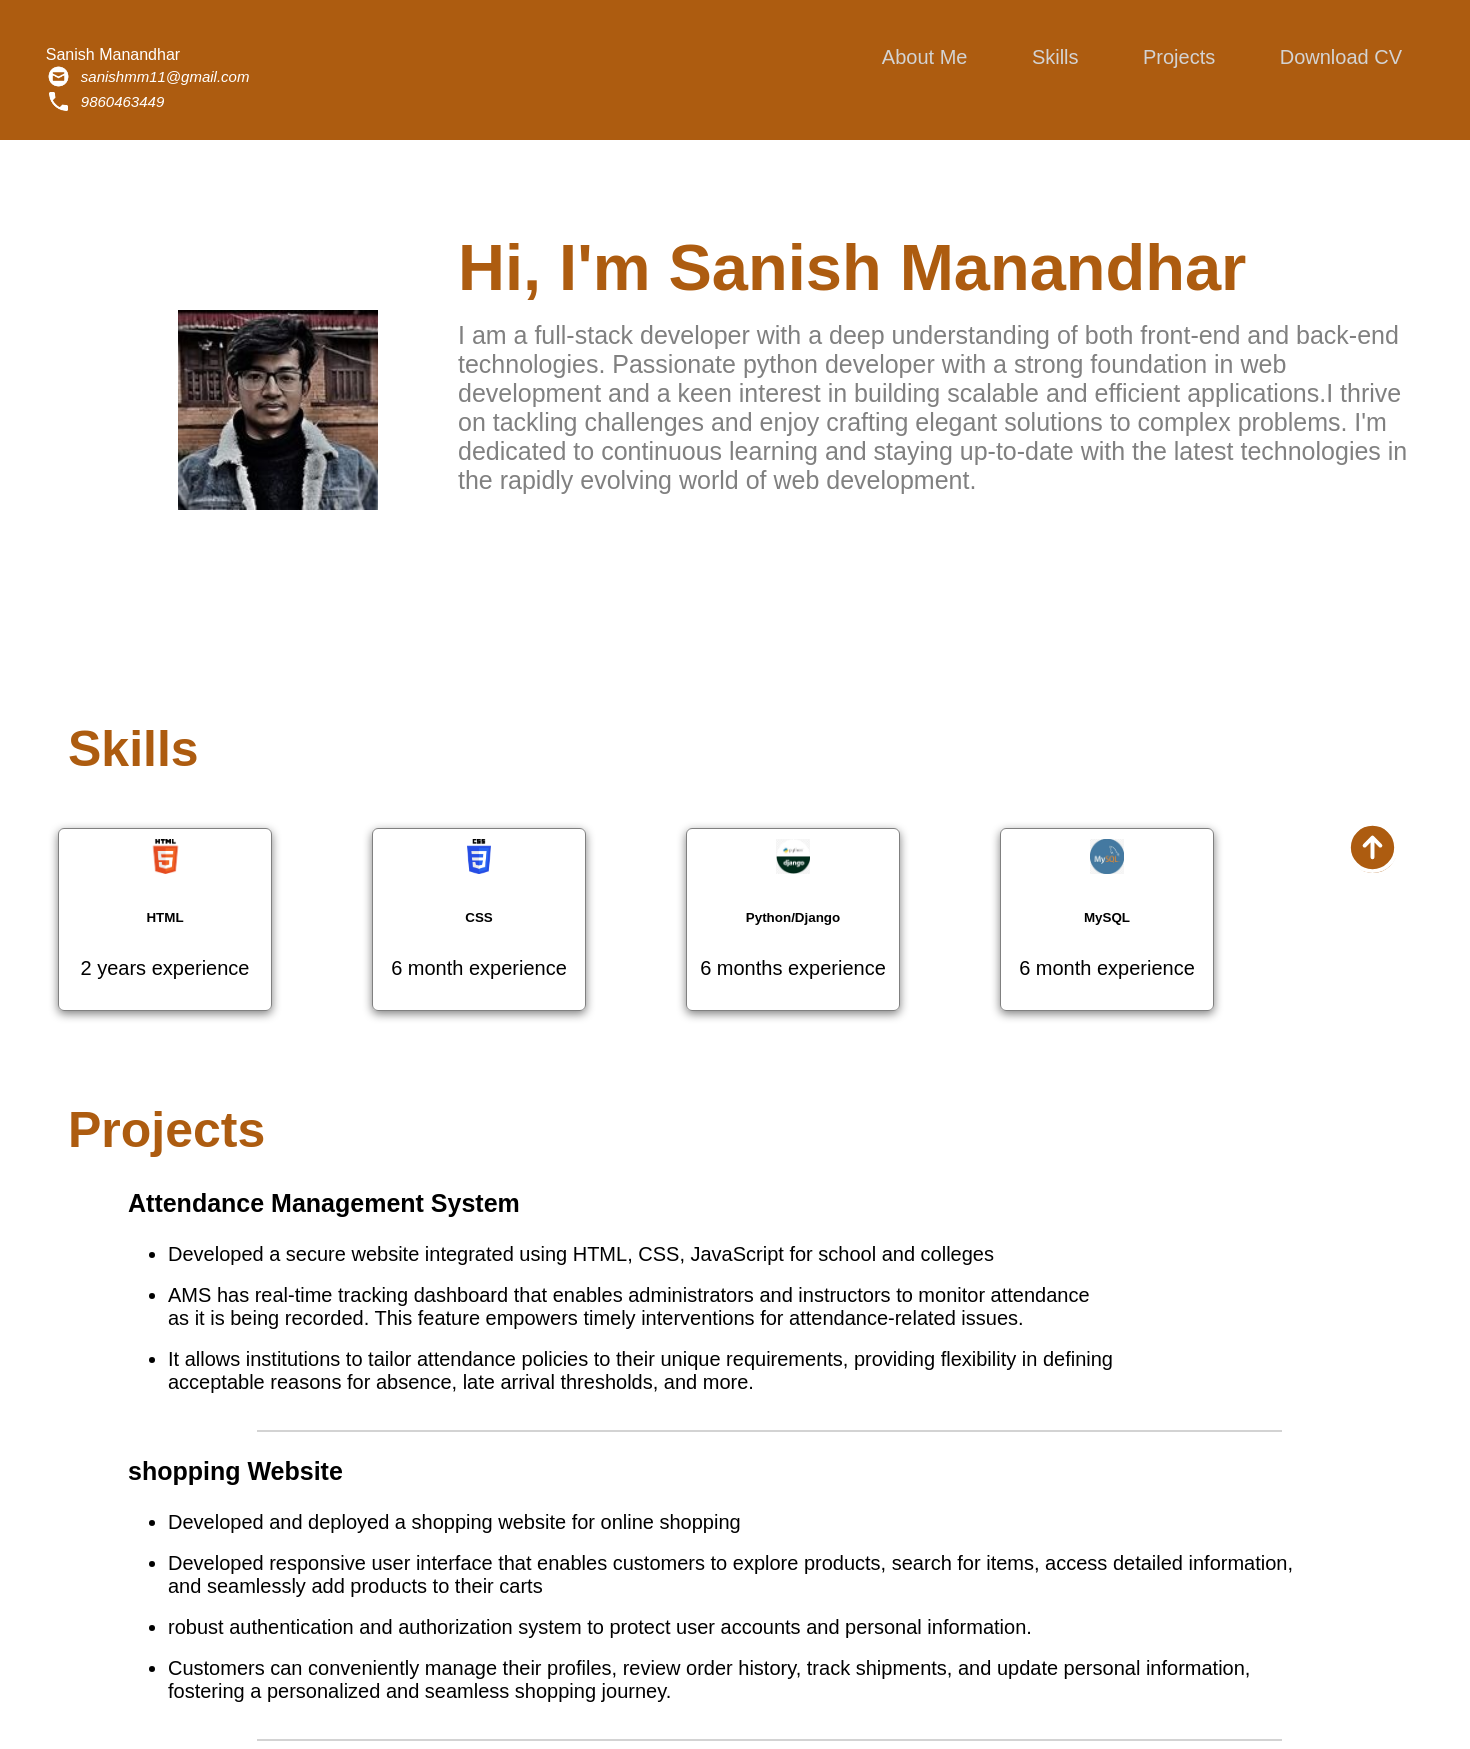 Sanish Manandhar
sanishmm11@gmail.com
9860463449
About Me Skills Projects Download CV
Hi, I'm Sanish Manandhar
I am a full-stack developer with a deep understanding of both front-end and back-end
technologies. Passionate python developer with a strong foundation in web
development and a keen interest in building scalable and efficient applications.I thrive
on tackling challenges and enjoy crafting elegant solutions to complex problems. I'm
dedicated to continuous learning and staying up-to-date with the latest technologies in
the rapidly evolving world of web development.
Skills
HTML
HTML
2 years experience
CSS
CSS
6 month experience
python
django
Python/Django
6 months experience
MySQL
MySQL
6 month experience
Projects
Attendance Management System
• Developed a secure website integrated using HTML, CSS, JavaScript for school and colleges
• AMS has real-time tracking dashboard that enables administrators and instructors to monitor attendance
as it is being recorded. This feature empowers timely interventions for attendance-related issues.
• It allows institutions to tailor attendance policies to their unique requirements, providing flexibility in defining
acceptable reasons for absence, late arrival thresholds, and more.
shopping Website
• Developed and deployed a shopping website for online shopping
• Developed responsive user interface that enables customers to explore products, search for items, access detailed information,
and seamlessly add products to their carts
• robust authentication and authorization system to protect user accounts and personal information.
• Customers can conveniently manage their profiles, review order history, track shipments, and update personal information,
fostering a personalized and seamless shopping journey.